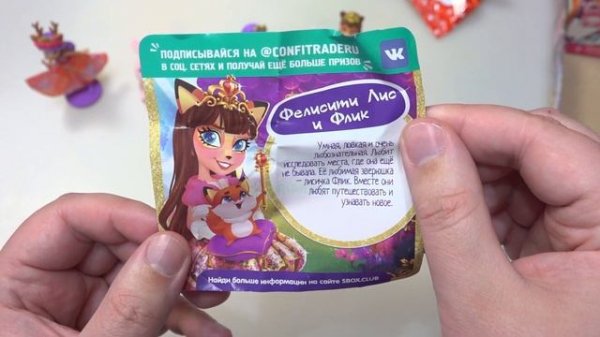 ПОДПИСЫВАЙСЯ НА @CONFITRADERU
В СОЦ. СЕТЯХ И ПОЛУЧАЙ ЕЩЁ БОЛЬШЕ ПРИЗОВ
Фелисити Лис
и Флик
Умная, ловкая и очень
любознательная. Любит
исследовать места, где она ещё
не бывала. Её любимая зверюшка
– лисичка Флик. Вместе они
любят путешествовать и
узнавать новое.
Найди больше информации на сайте SBOX.CLUB